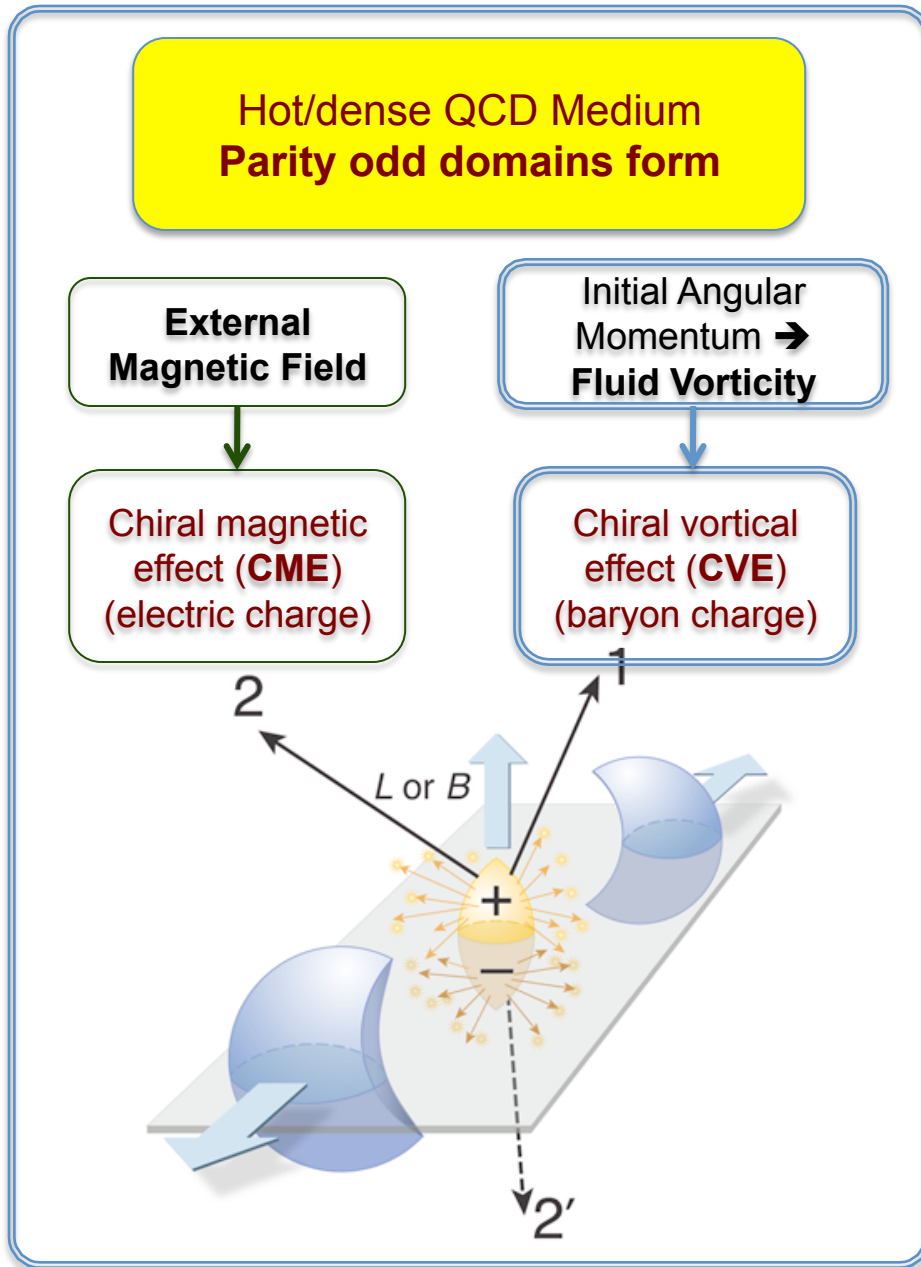 Hot/dense QCD Medium
Parity odd domains form
External
Magnetic Field
Initial Angular
Momentum ➔
Fluid Vorticity
Chiral magnetic
effect (CME)
(electric charge)
Chiral vortical
effect (CVE)
(baryon charge)
1
2
L or B
+
−
2′